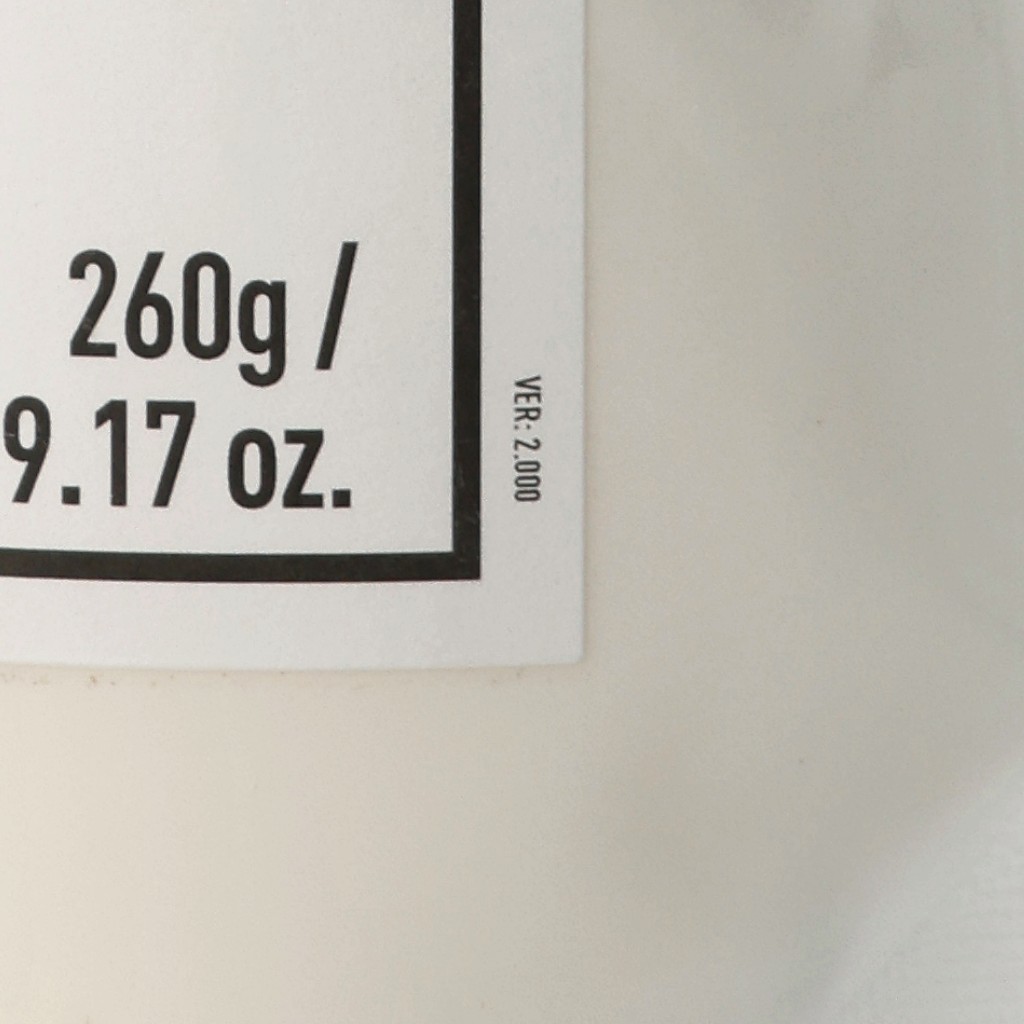 260g /
9.17 oz.
VER: 2.000